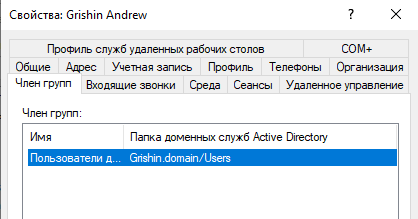 Свойства: Grishin Andrew
?
Профиль служб удаленных рабочих столов
COM+
Общие
Адрес
Учетная запись
Профиль
Телефоны
Организация
Член групп
Входящие звонки
Среда
Сеансы
Удаленное управление
Член групп:
Имя
Папка доменных служб Active Directory
Пользователи д...
Grishin.domain/Users